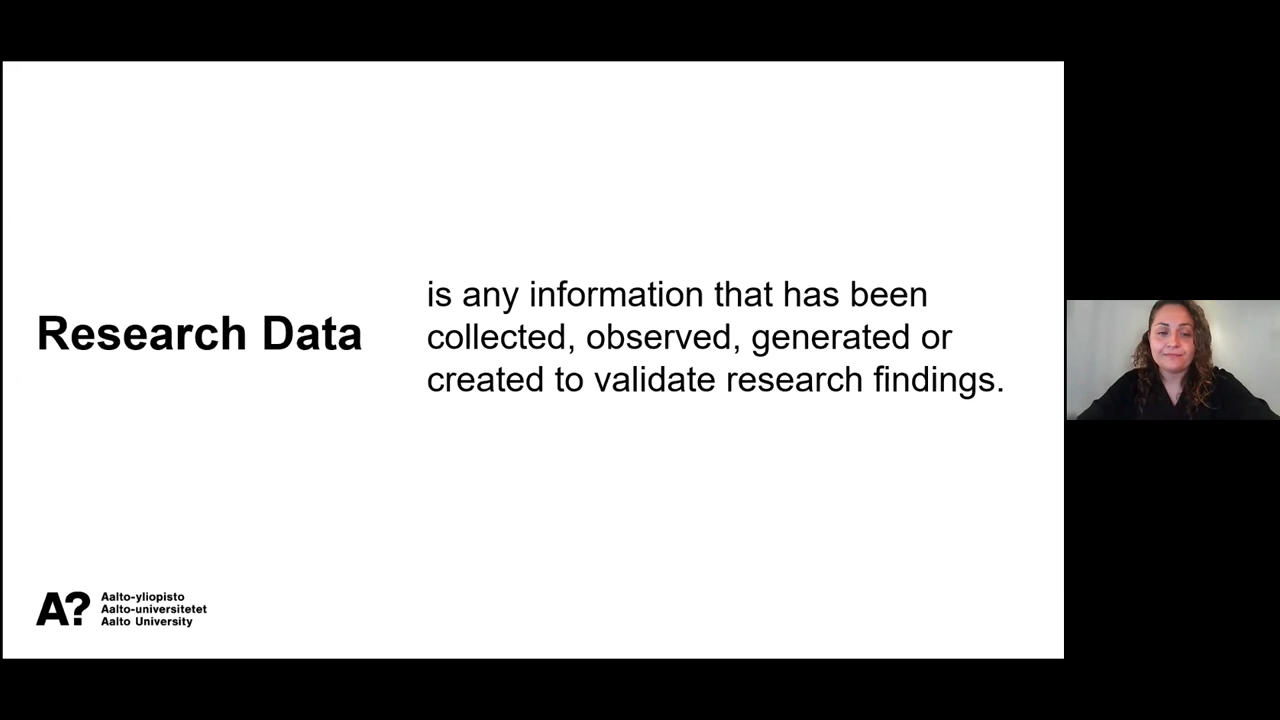 Research Data
is any information that has been
collected, observed, generated or
created to validate research findings.
A?
Aalto-yliopisto
Aalto-universitetet
Aalto University